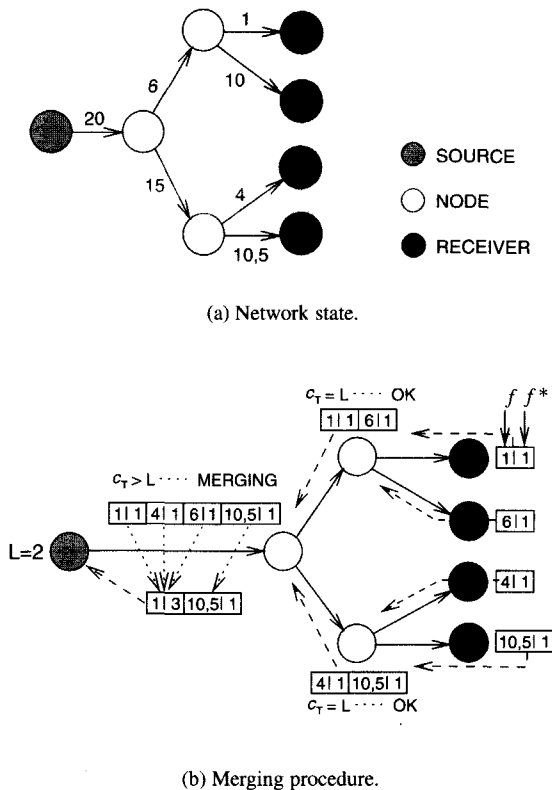 1
6
10
20
15
4
10,5
SOURCE
NODE
RECEIVER
(a) Network state.
c_T = L ····· OK
1| 1 6| 1
f f*
1| 1
c_T > L ····· MERGING
1| 1 4| 1 6| 1 10,5| 1
6| 1
L=2
4| 1
1| 3 10,5| 1
10,5| 1
4| 1 10,5| 1
c_T = L ····· OK
(b) Merging procedure.